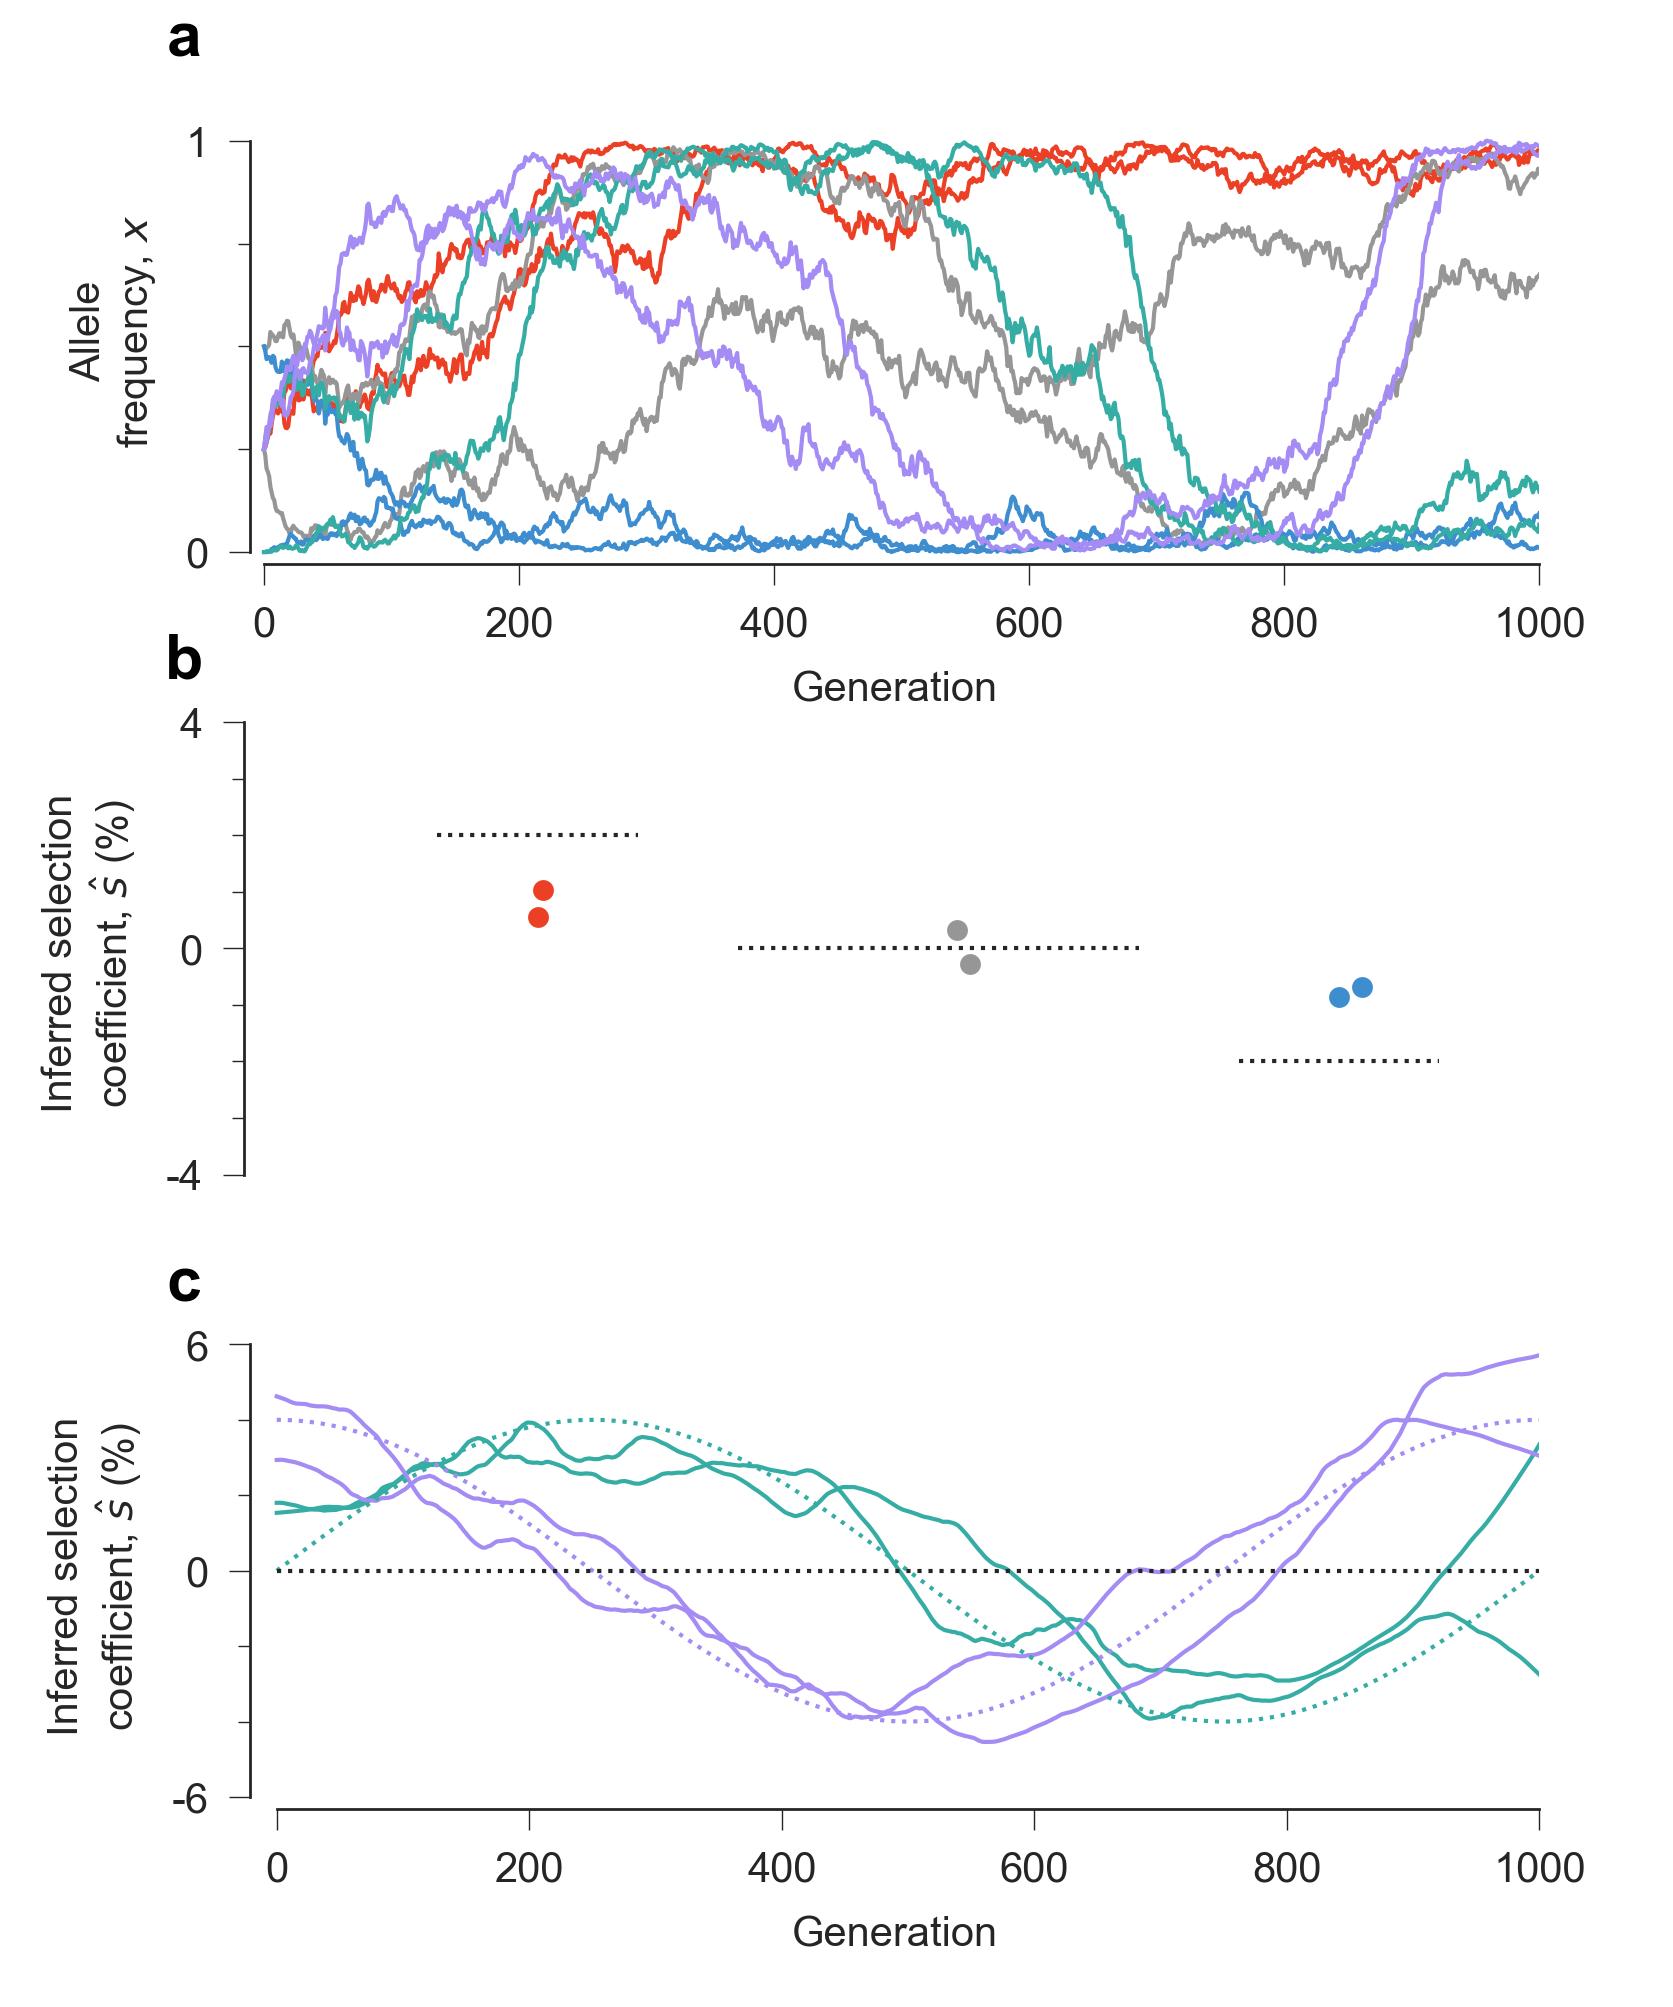 a
Allele
frequency, x
1
0
0 200 400 600 800 1000
Generation
b
Inferred selection
coefficient, ŝ (%)
4
0
-4
c
Inferred selection
coefficient, ŝ (%)
6
0
-6
0 200 400 600 800 1000
Generation